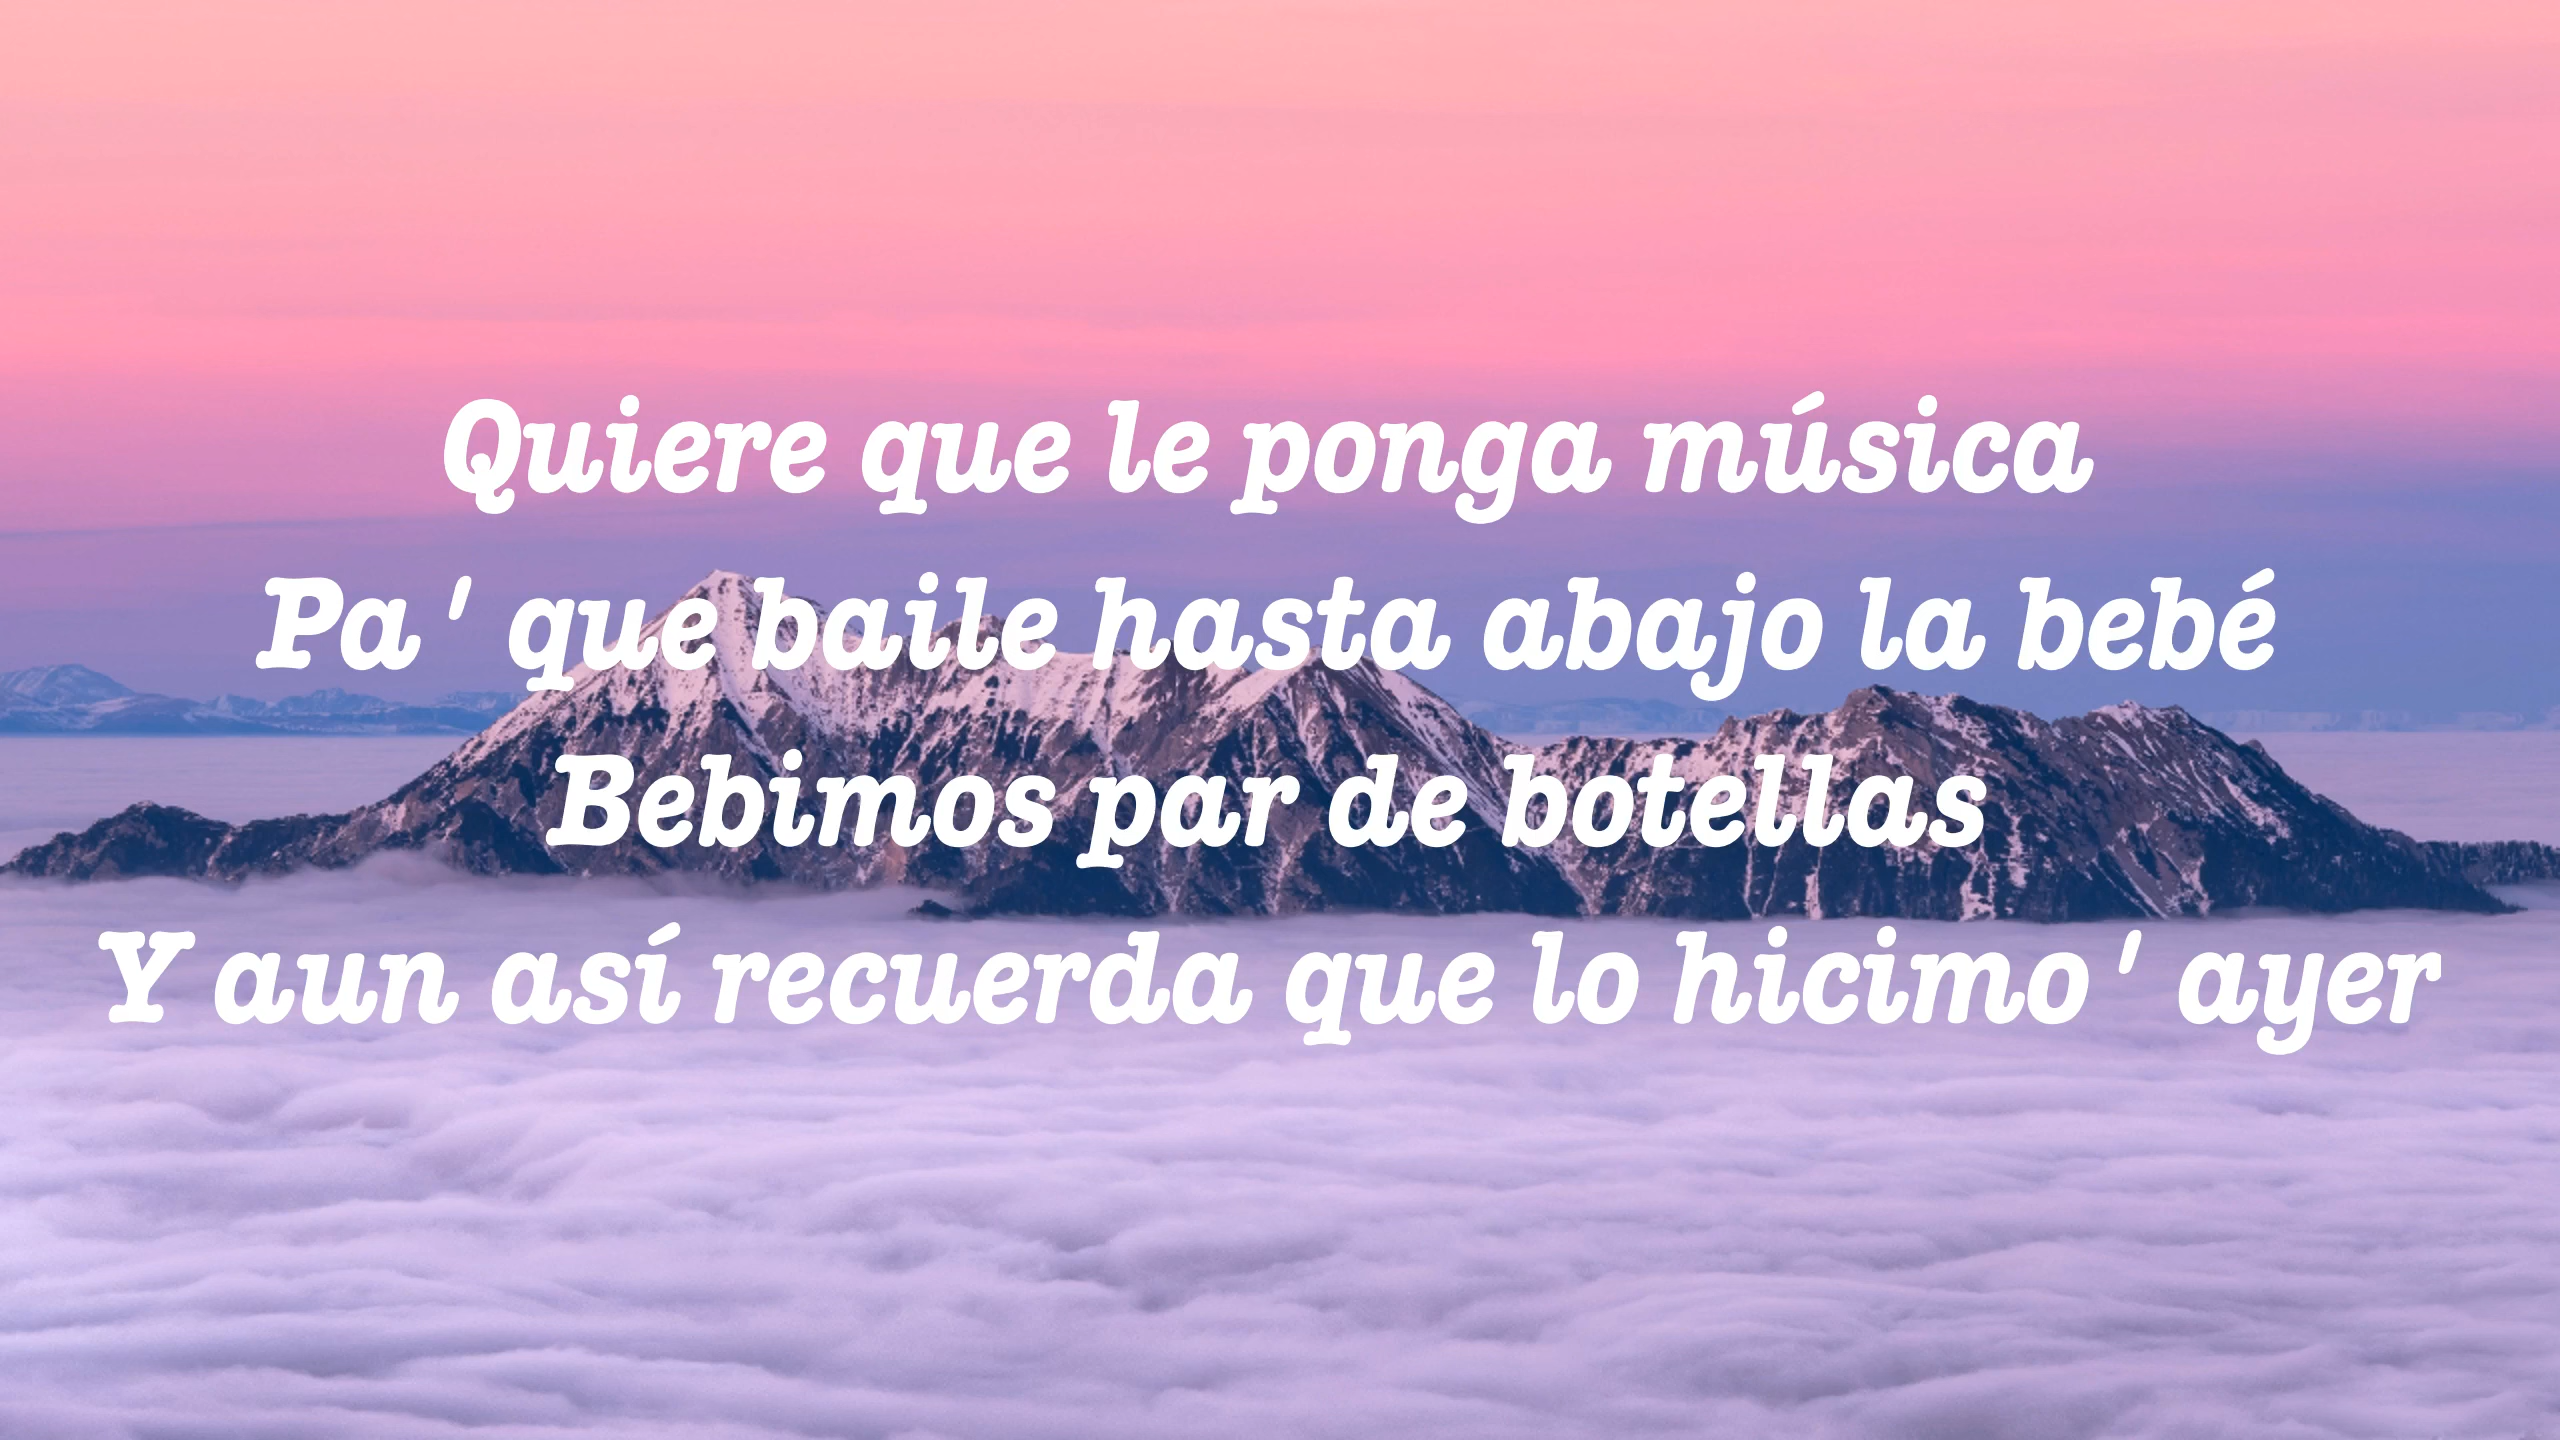 Quiere que le ponga música
Pa' que baile hasta abajo la bebé
Bebimos par de botellas
Y aun así recuerda que lo hicimo' ayer